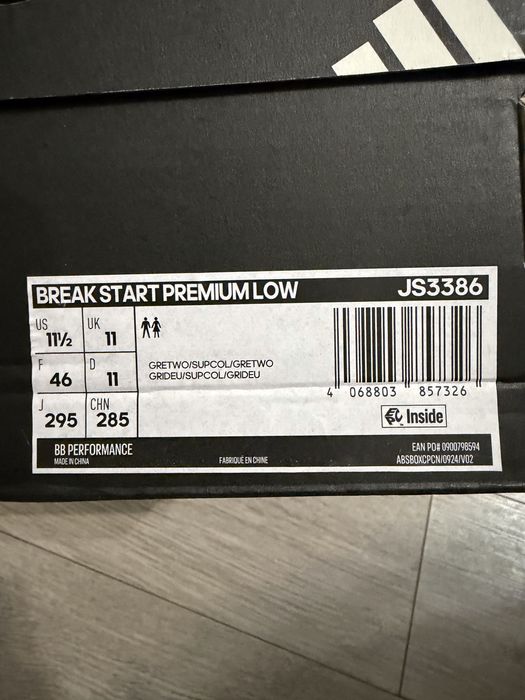 BREAK START PREMIUM LOW JS3386
US 11½ UK 11
F 46 D 11
GRETWO/SUPCOL/GRETWO
GRIDEU/SUPCOL/GRIDEU
4 068803 857326
J 295 CHN 285
Inside
BB PERFORMANCE EAN PO# 0900798594
MADE IN CHINA FABRIQUÉ EN CHINE ABSBOXCPCN/0924/V02